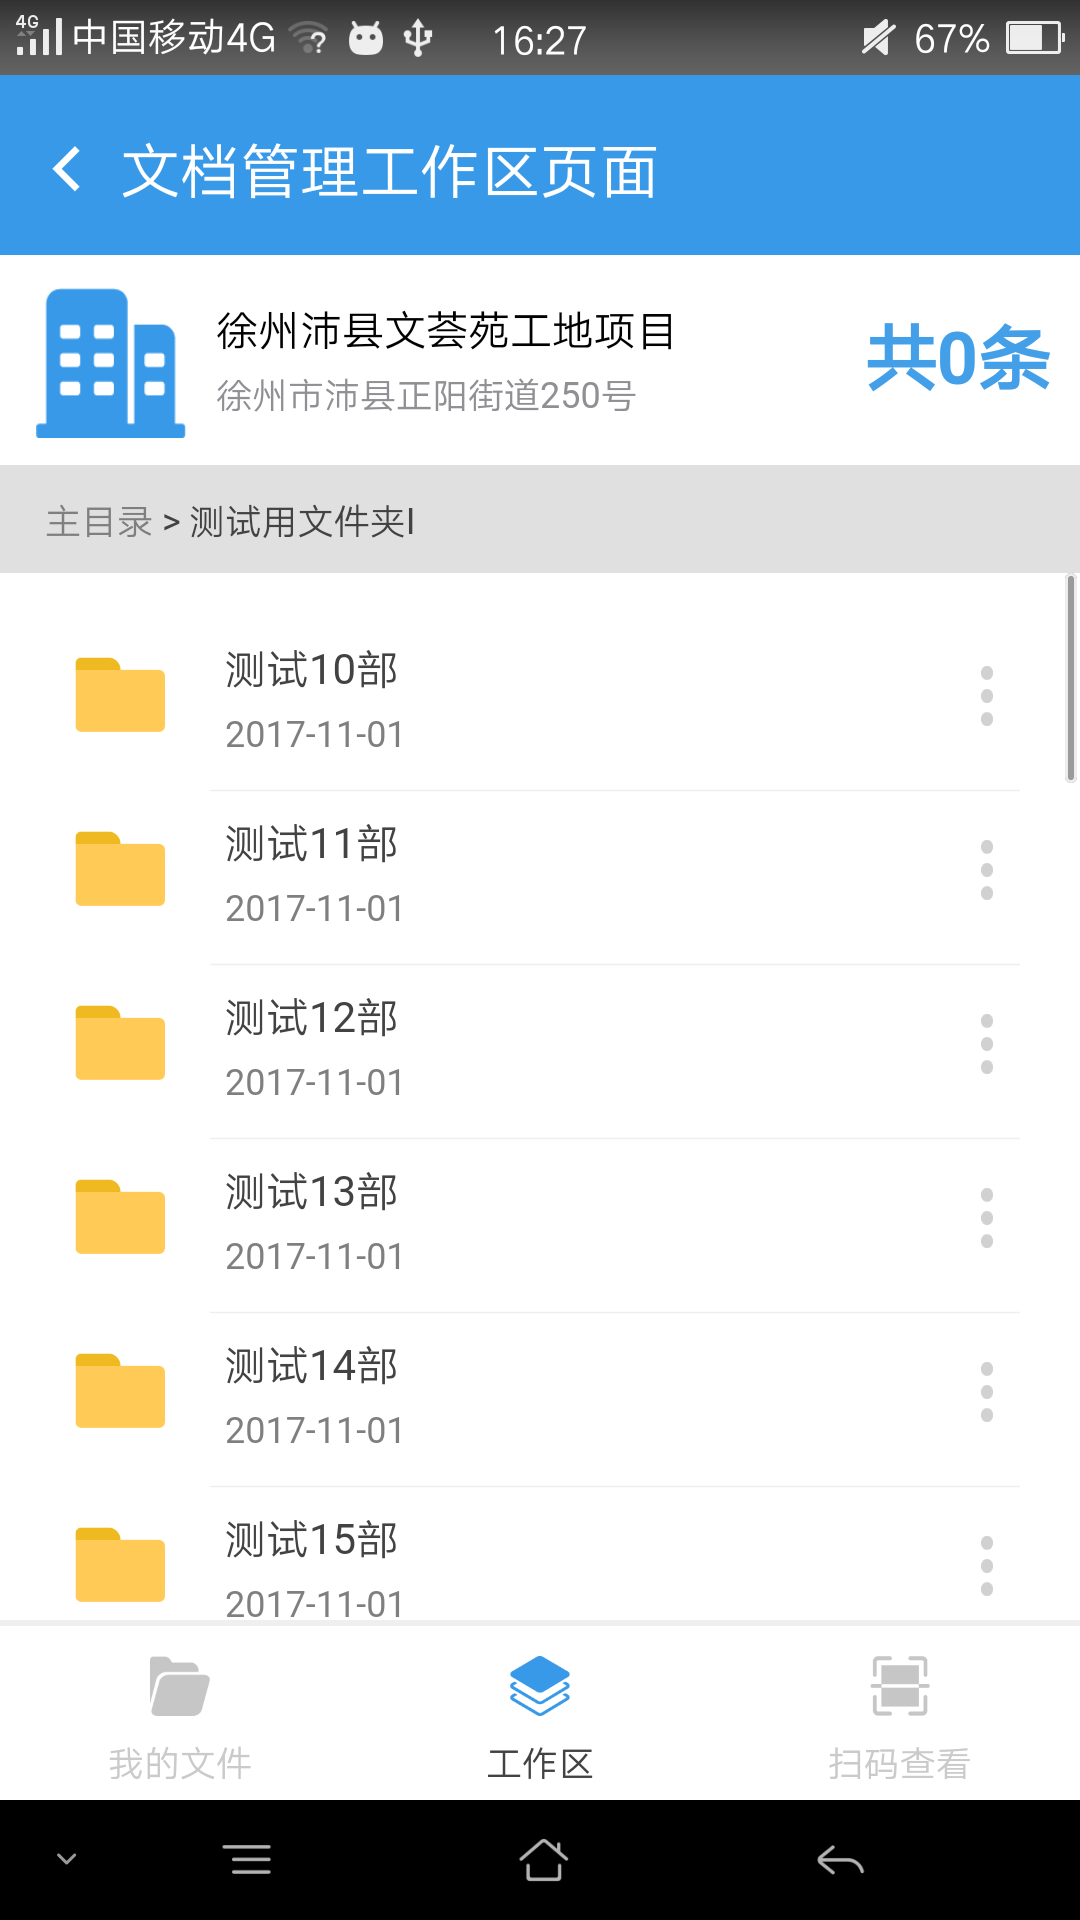 4G 中国移动4G ? 16:27 67%
文档管理工作区页面
徐州沛县文荟苑工地项目
徐州市沛县正阳街道250号
共0条
主目录 > 测试用文件夹I
测试10部
2017-11-01
测试11部
2017-11-01
测试12部
2017-11-01
测试13部
2017-11-01
测试14部
2017-11-01
测试15部
2017-11-01
我的文件 工作区 扫码查看